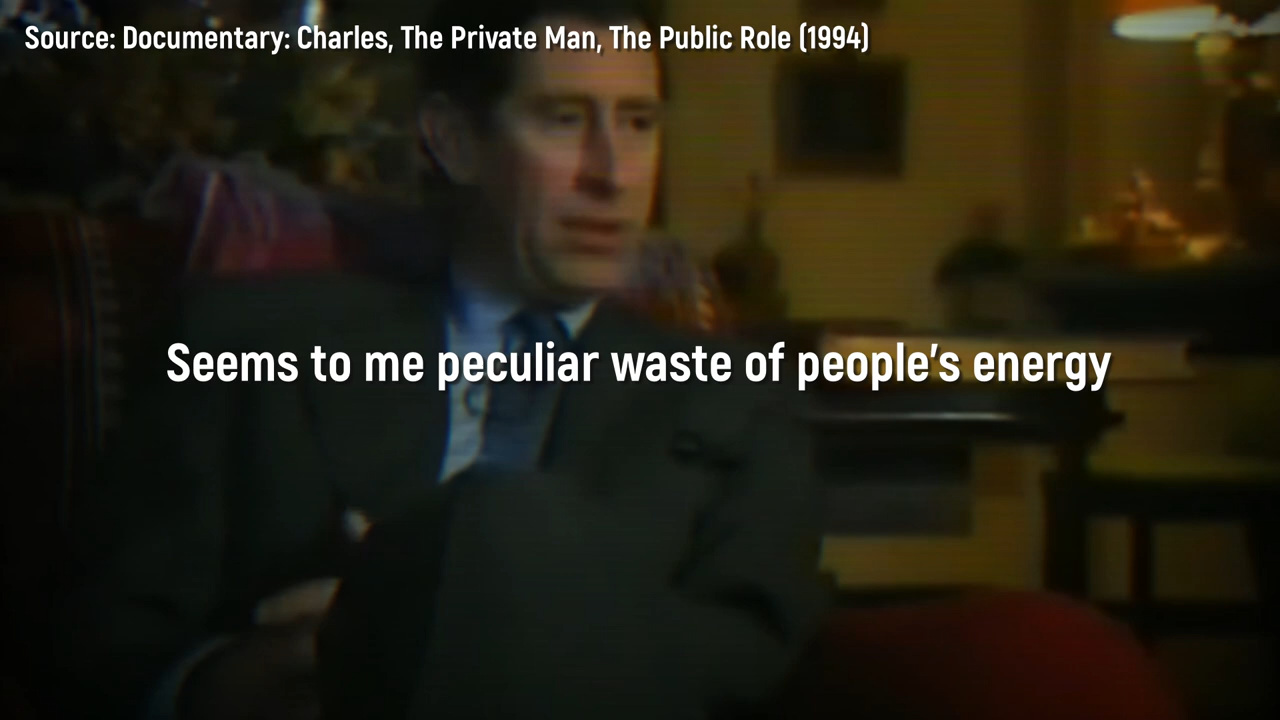 Source: Documentary: Charles, The Private Man, The Public Role (1994)
Seems to me peculiar waste of people's energy